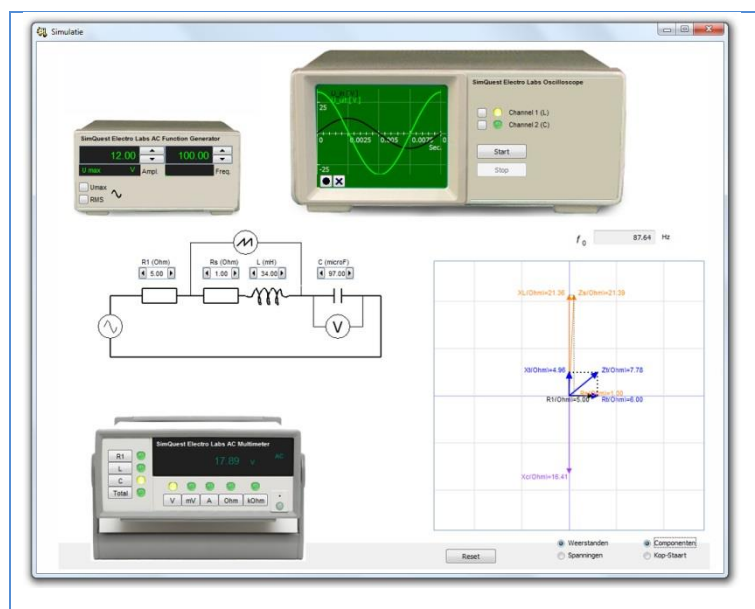 Simulatie
SimQuest Electro Labs Oscilloscope
25
0 0.0025 0.005 0.0075 0
Sec.
-25
Channel 1 (L)
Channel 2 (C)
Start
Stop
SimQuest Electro Labs AC Function Generator
12.00 100.00
U max V Ampl. Freq.
Umax
RMS
f 0 87.64 Hz
R1 (Ohm) Rs (Ohm) L (mH) C (microF)
5.00 1.00 34.00 97.00
V
XL(Ohm)=21.36 Zs(Ohm)=21.39
Xt(Ohm)=4.96 Zt(Ohm)=7.78
R1(Ohm)=5.00 Rt(Ohm)=6.00
Xc(Ohm)=16.41
SimQuest Electro Labs AC Multimeter
17.89 V AC
R1
L
C
Total
V mV A Ohm kOhm
Reset
Weerstanden Componenten
Spanningen Kop-Staart